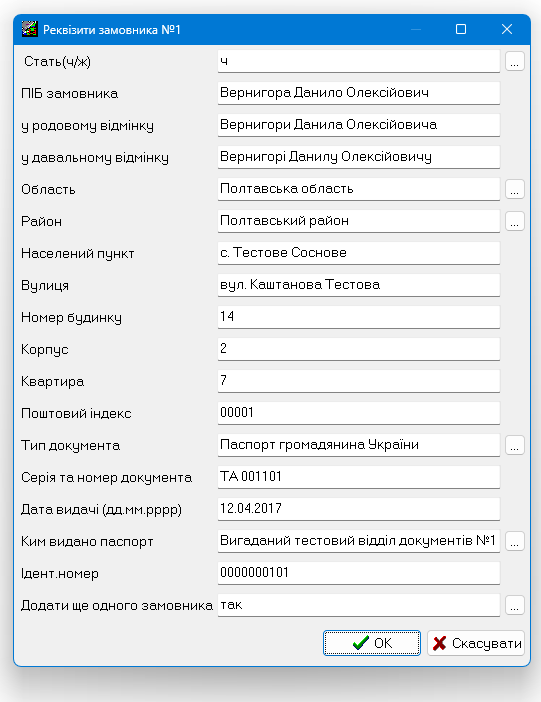 Реквізити замовника №1
Стать(ч/ж) ч ...
ПІБ замовника Вернигора Данило Олексійович
у родовому відмінку Вернигори Данила Олексійовича
у давальному відмінку Вернигорі Данилу Олексійовичу
Область Полтавська область ...
Район Полтавський район ...
Населений пункт с. Тестове Соснове
Вулиця вул. Каштанова Тестова
Номер будинку 14
Корпус 2
Квартира 7
Поштовий індекс 00001
Тип документа Паспорт громадянина України ...
Серія та номер документа ТА 001101
Дата видачі (дд.мм.рррр) 12.04.2017
Ким видано паспорт Вигаданий тестовий відділ документів №1 ...
Ідент.номер 0000000101
Додати ще одного замовника так ...
ОК Скасувати